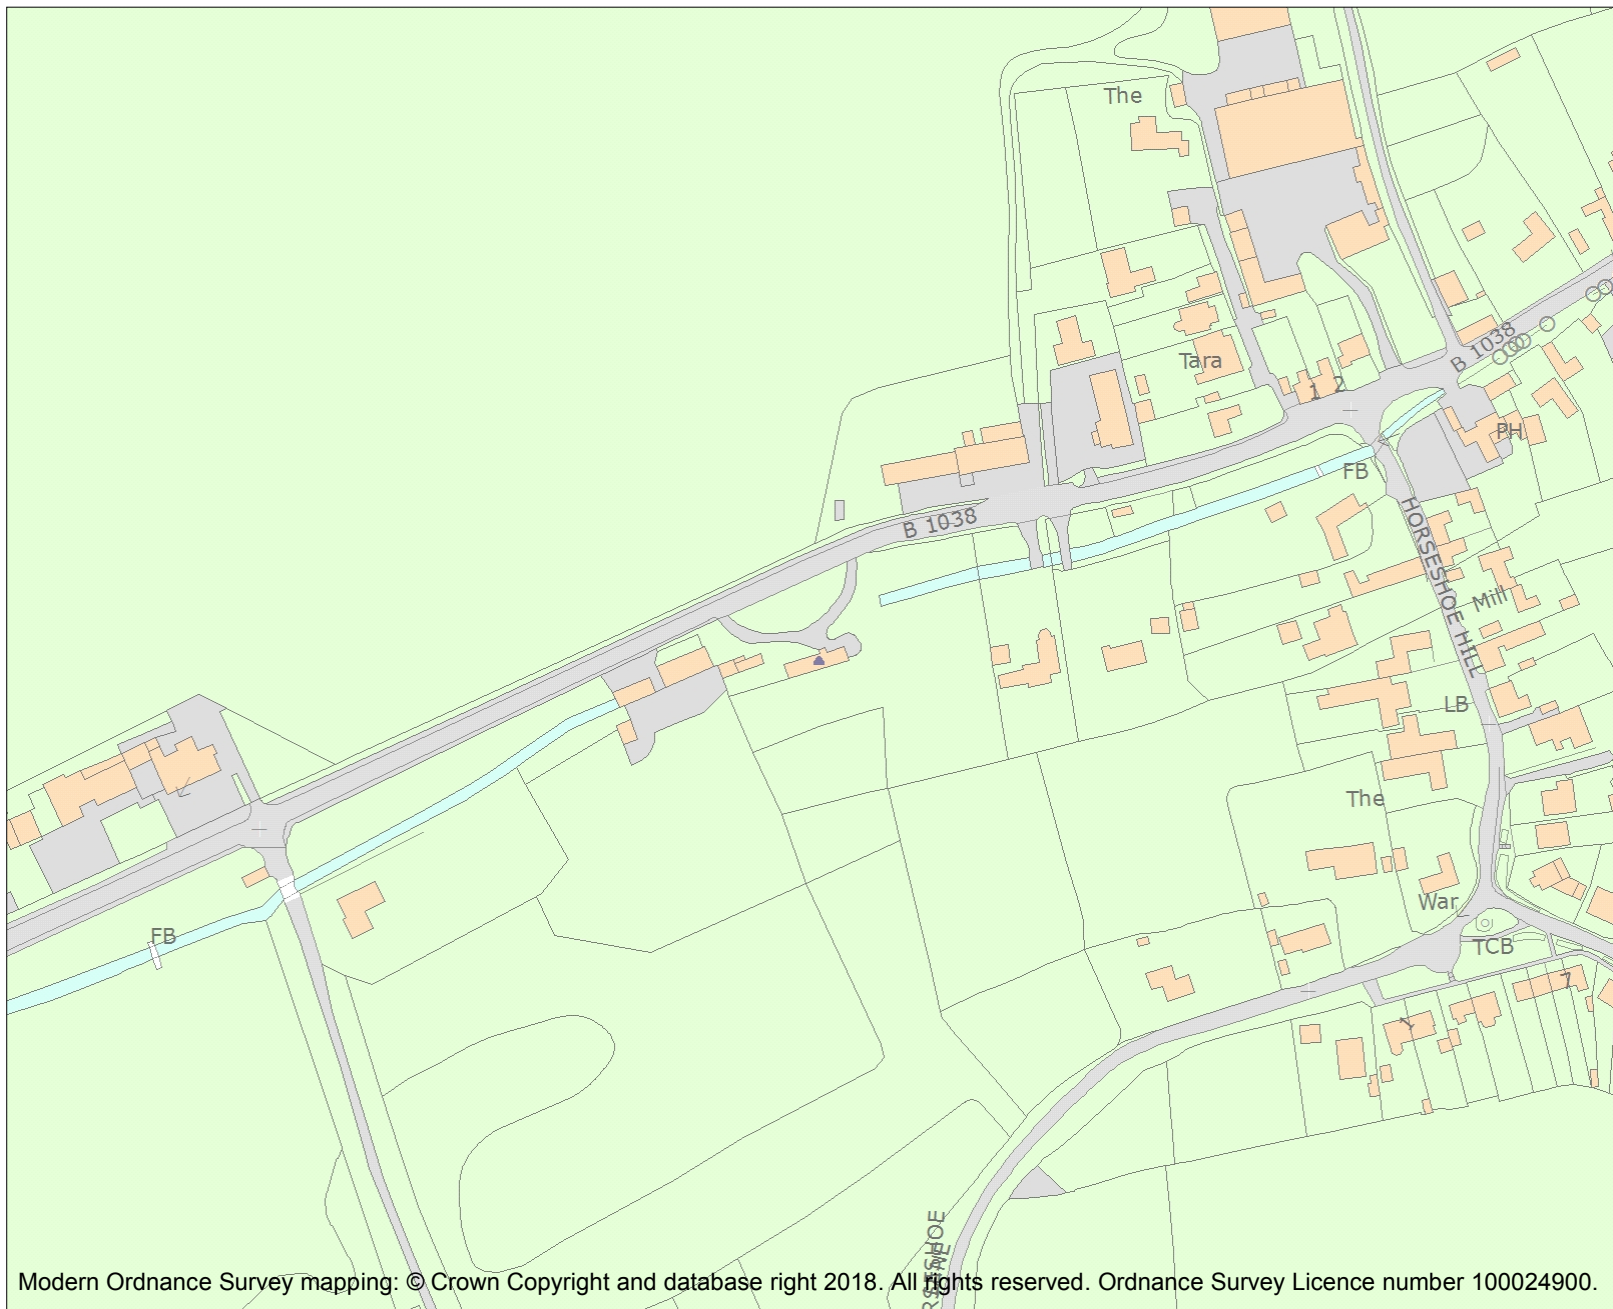 The
B 1038
Tara
1 2
PH
FB
B 1038
HORSESHOE HILL
Mill
LB
The
War
FB
TCB
7
1
Modern Ordnance Survey mapping: © Crown Copyright and database right 2018. All rights reserved. Ordnance Survey Licence number 100024900.